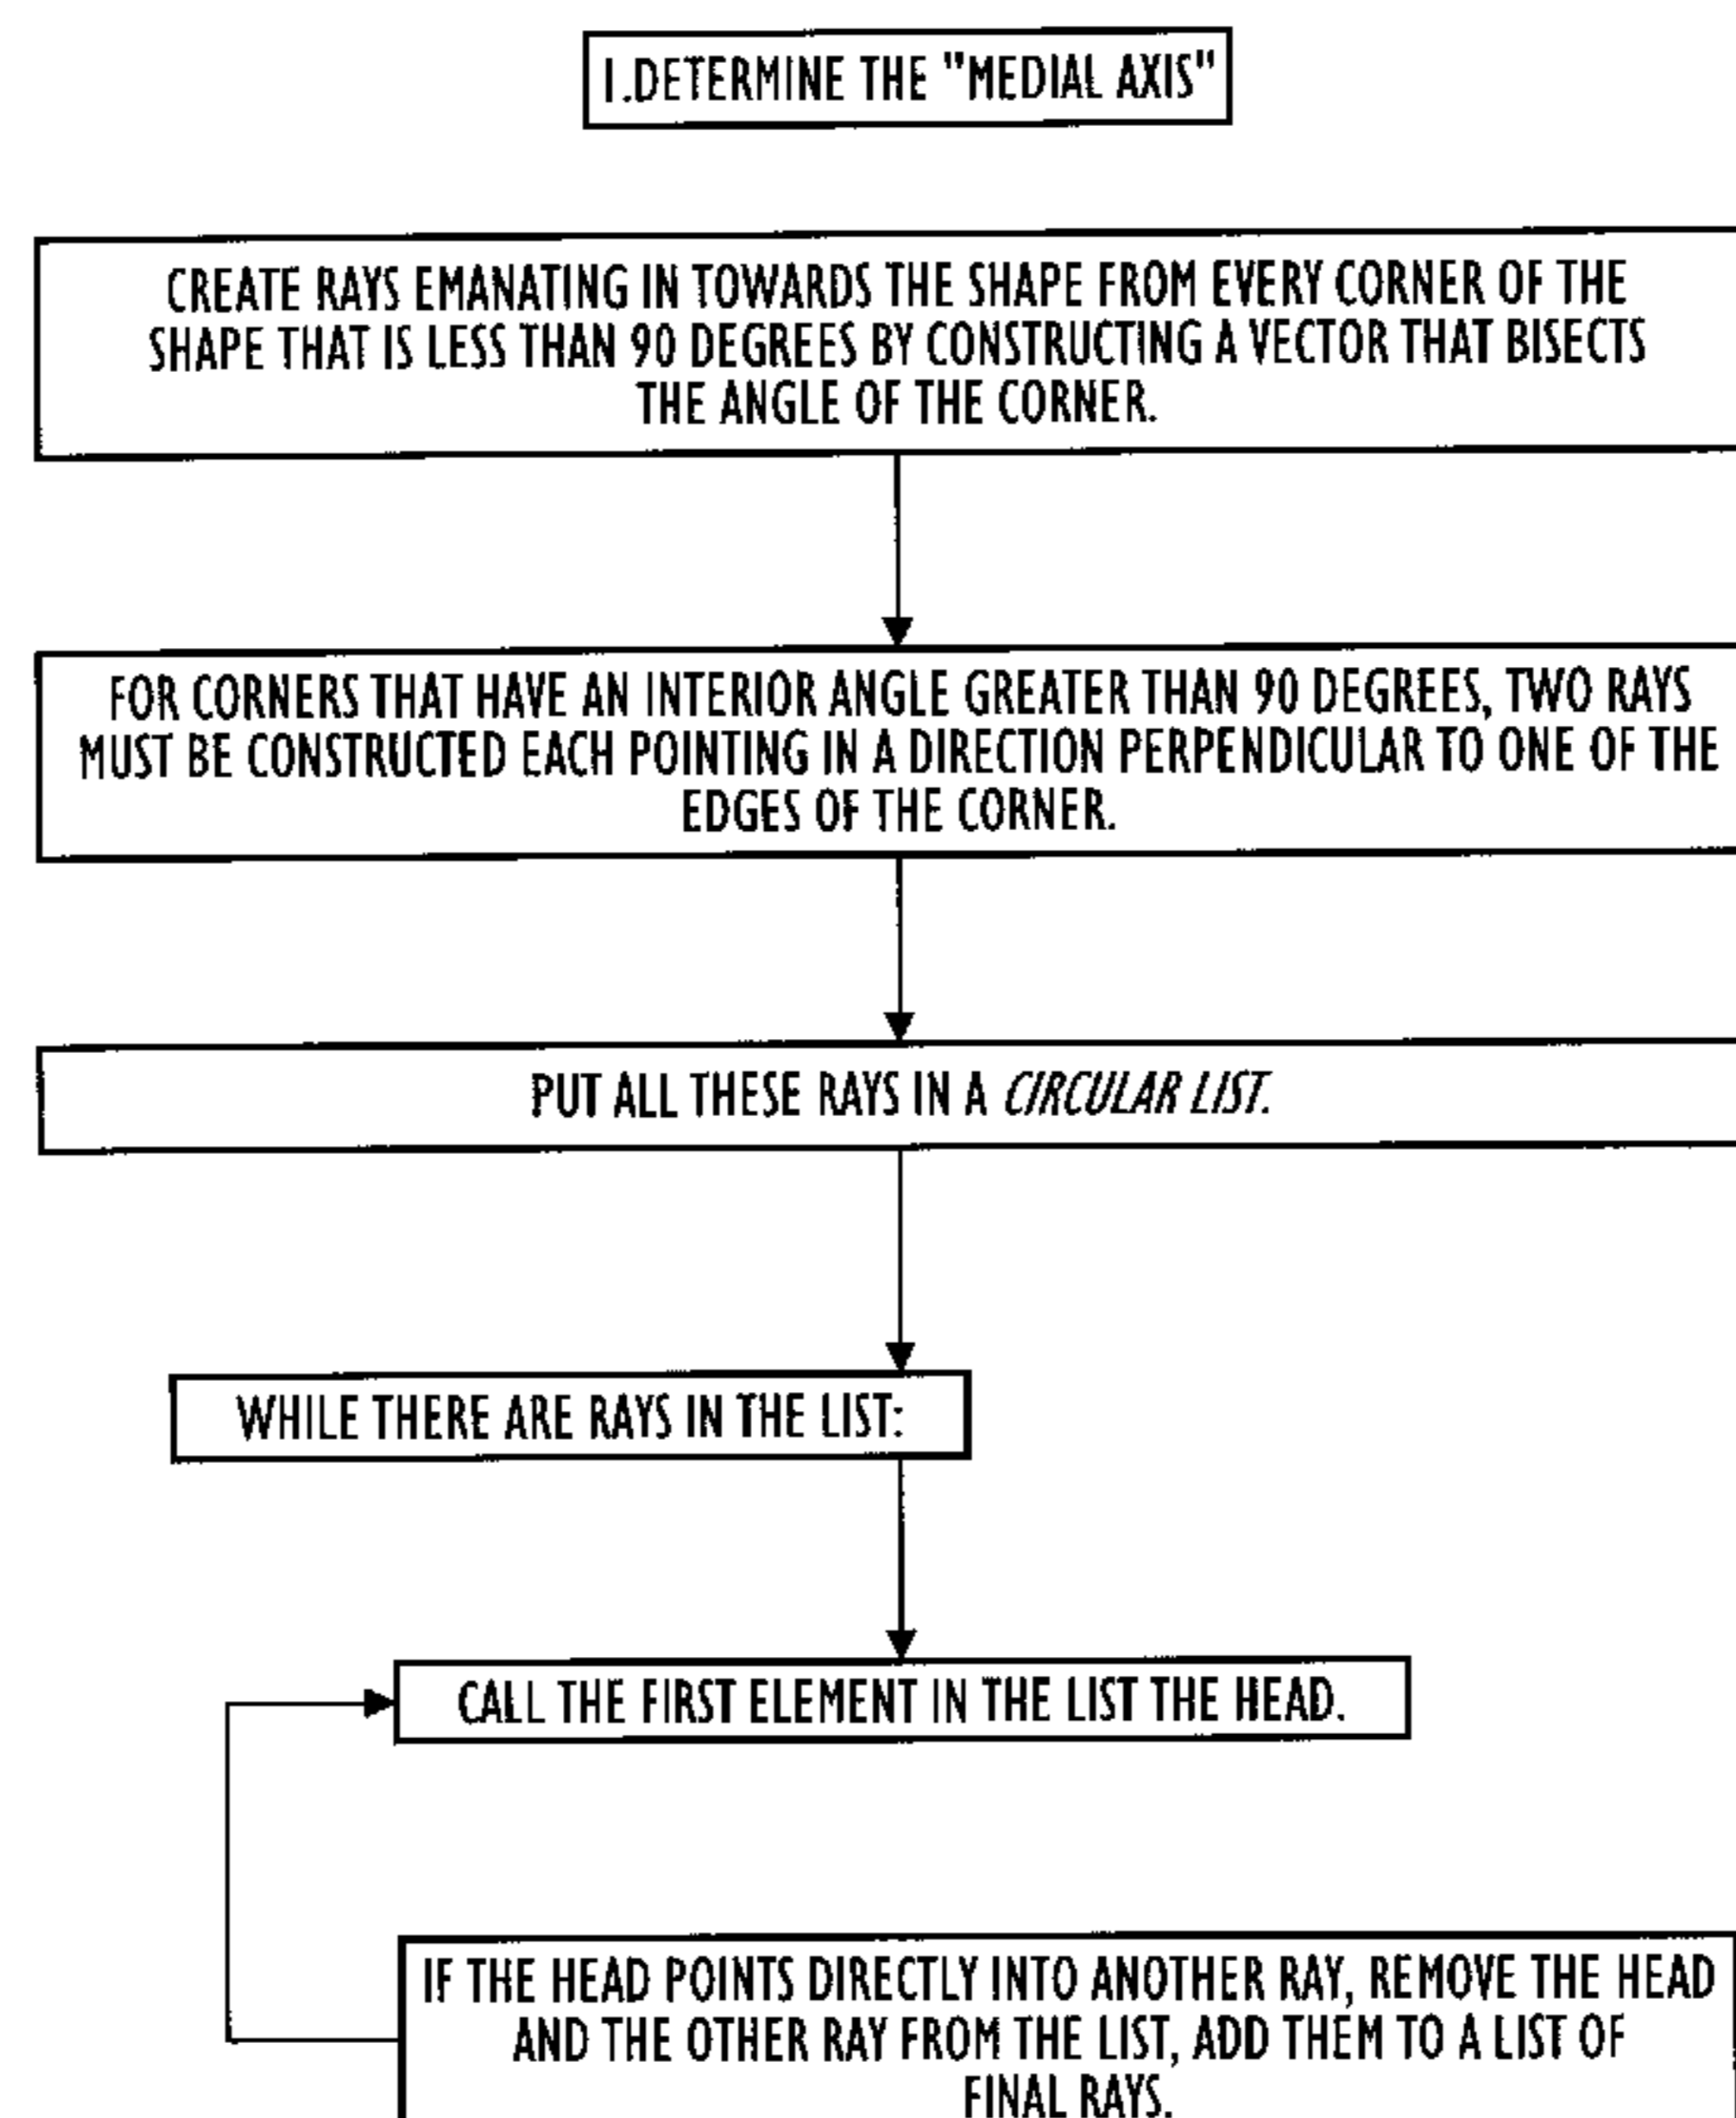 1.DETERMINE THE "MEDIAL AXIS"
CREATE RAYS EMANATING IN TOWARDS THE SHAPE FROM EVERY CORNER OF THE
SHAPE THAT IS LESS THAN 90 DEGREES BY CONSTRUCTING A VECTOR THAT BISECTS
THE ANGLE OF THE CORNER.
FOR CORNERS THAT HAVE AN INTERIOR ANGLE GREATER THAN 90 DEGREES, TWO RAYS
MUST BE CONSTRUCTED EACH POINTING IN A DIRECTION PERPENDICULAR TO ONE OF THE
EDGES OF THE CORNER.
PUT ALL THESE RAYS IN A CIRCULAR LIST.
WHILE THERE ARE RAYS IN THE LIST:
CALL THE FIRST ELEMENT IN THE LIST THE HEAD.
IF THE HEAD POINTS DIRECTLY INTO ANOTHER RAY, REMOVE THE HEAD
AND THE OTHER RAY FROM THE LIST, ADD THEM TO A LIST OF
FINAL RAYS.